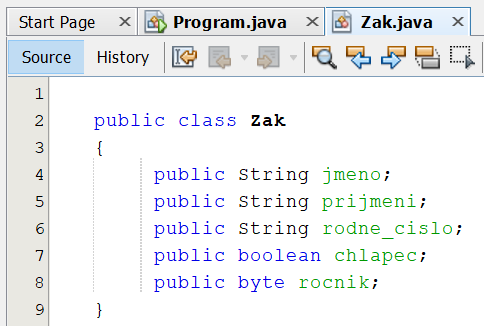 Start Page Program.java Zak.java
Source History
1
2 public class Zak
3 {
4 public String jmeno;
5 public String prijmeni;
6 public String rodne_cislo;
7 public boolean chlapec;
8 public byte rocnik;
9 }